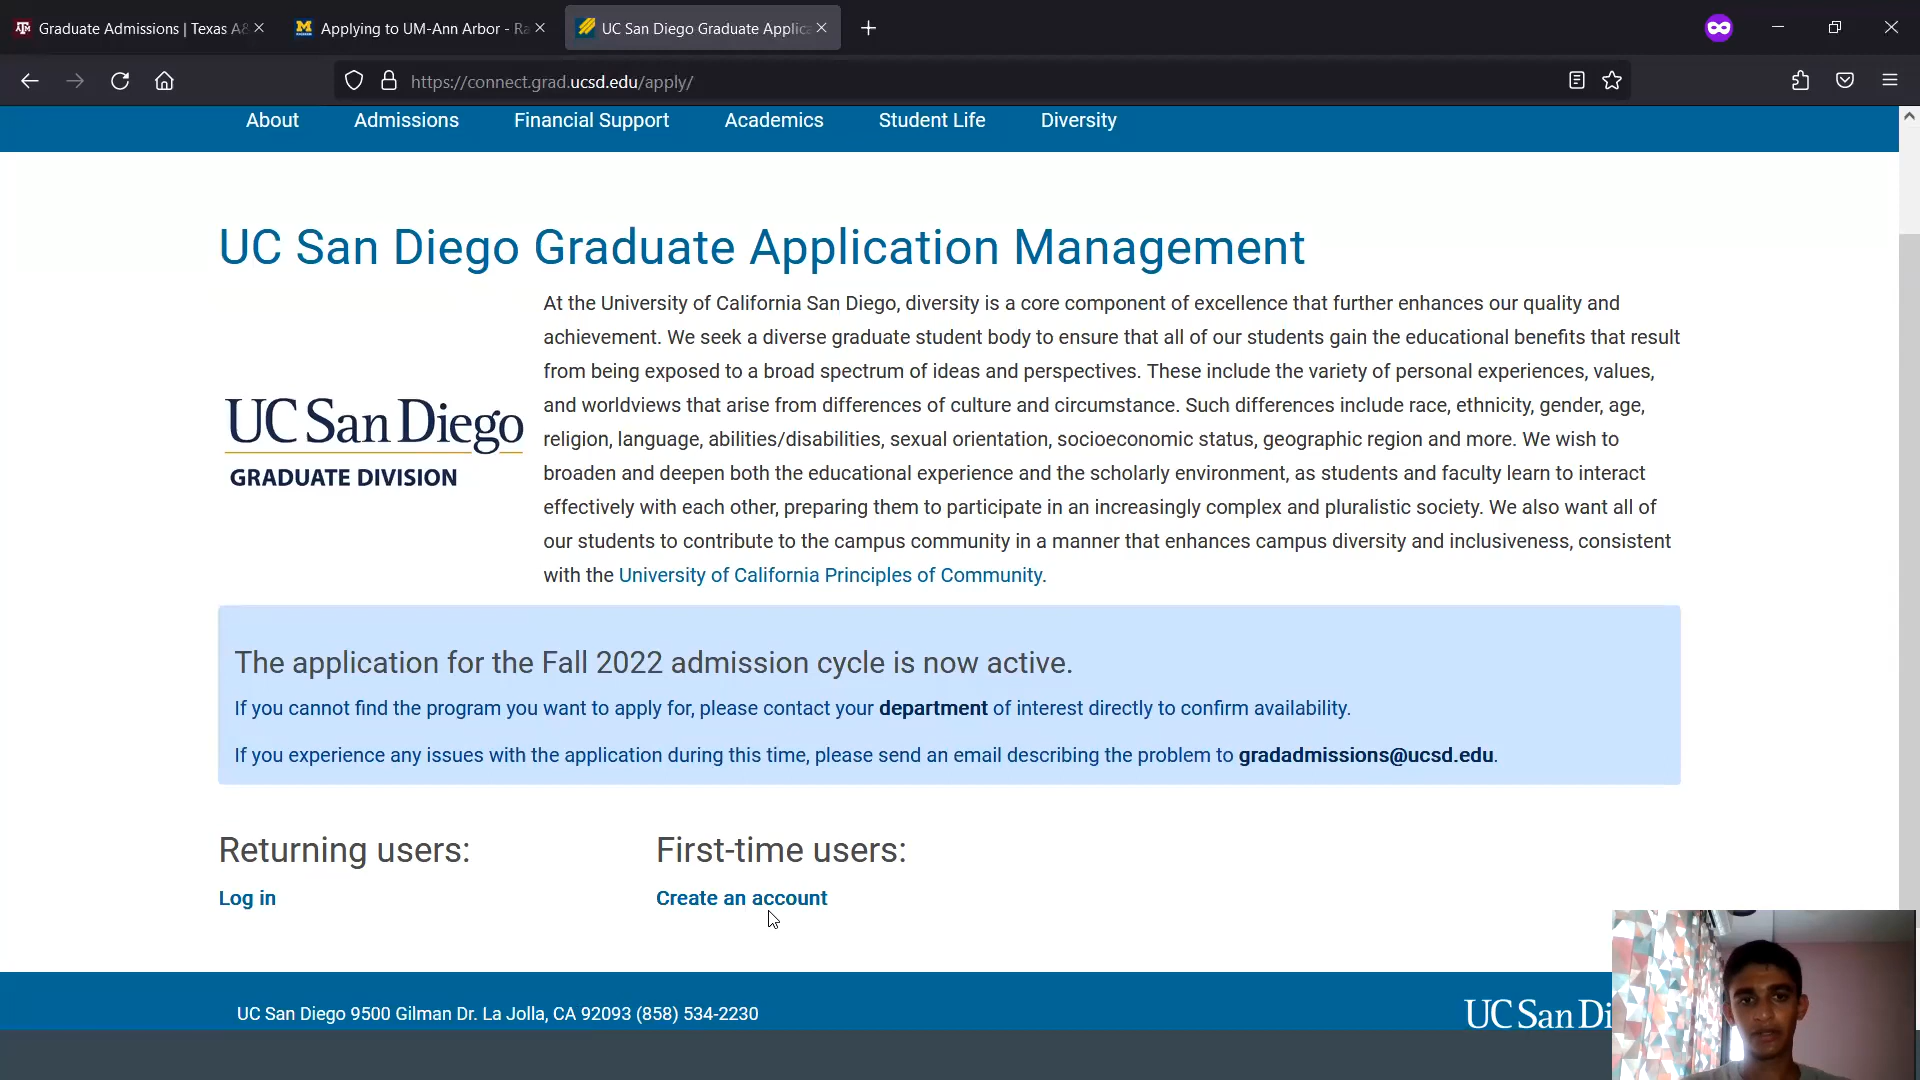 Graduate Admissions | Texas A&
Applying to UM-Ann Arbor - Ra
UC San Diego Graduate Applica
https://connect.grad.ucsd.edu/apply/
About Admissions Financial Support Academics Student Life Diversity
UC San Diego Graduate Application Management
UC San Diego
GRADUATE DIVISION
At the University of California San Diego, diversity is a core component of excellence that further enhances our quality and
achievement. We seek a diverse graduate student body to ensure that all of our students gain the educational benefits that result
from being exposed to a broad spectrum of ideas and perspectives. These include the variety of personal experiences, values,
and worldviews that arise from differences of culture and circumstance. Such differences include race, ethnicity, gender, age,
religion, language, abilities/disabilities, sexual orientation, socioeconomic status, geographic region and more. We wish to
broaden and deepen both the educational experience and the scholarly environment, as students and faculty learn to interact
effectively with each other, preparing them to participate in an increasingly complex and pluralistic society. We also want all of
our students to contribute to the campus community in a manner that enhances campus diversity and inclusiveness, consistent
with the University of California Principles of Community.
The application for the Fall 2022 admission cycle is now active.
If you cannot find the program you want to apply for, please contact your department of interest directly to confirm availability.
If you experience any issues with the application during this time, please send an email describing the problem to gradadmissions@ucsd.edu.
Returning users:
Log in
First-time users:
Create an account
UC San Diego 9500 Gilman Dr. La Jolla, CA 92093 (858) 534-2230
UC San Di